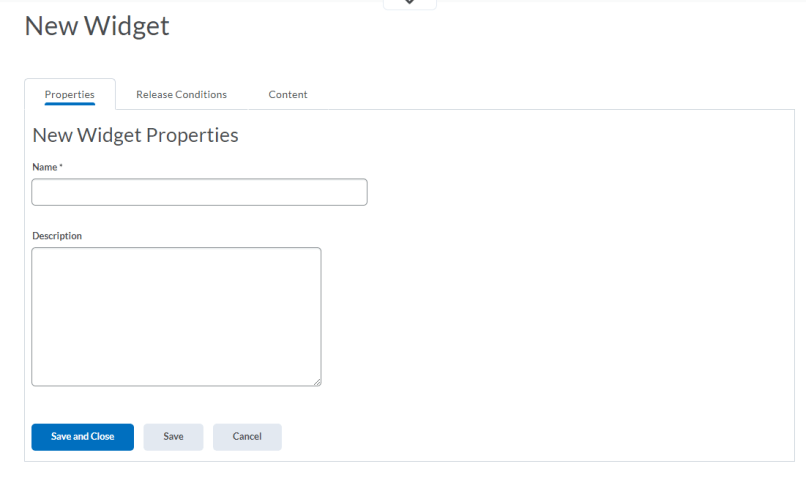 New Widget
Properties Release Conditions Content
New Widget Properties
Name *
Description
Save and Close Save Cancel